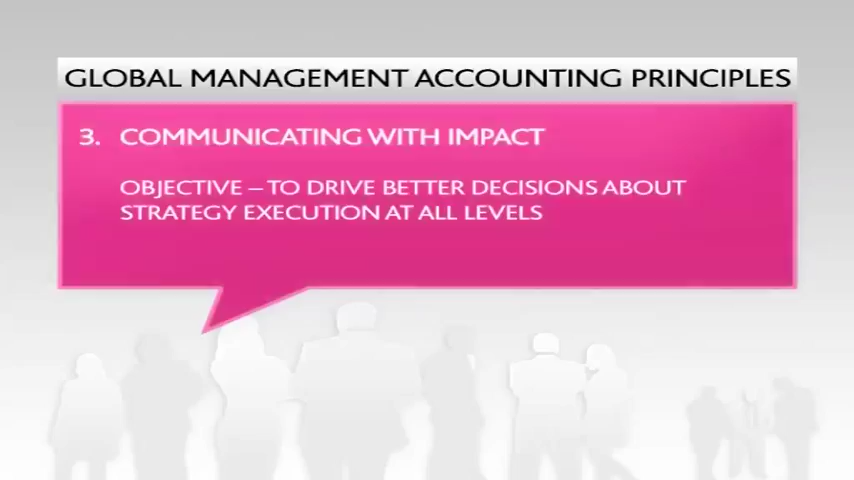 GLOBAL MANAGEMENT ACCOUNTING PRINCIPLES
3. COMMUNICATING WITH IMPACT
OBJECTIVE – TO DRIVE BETTER DECISIONS ABOUT
STRATEGY EXECUTION AT ALL LEVELS